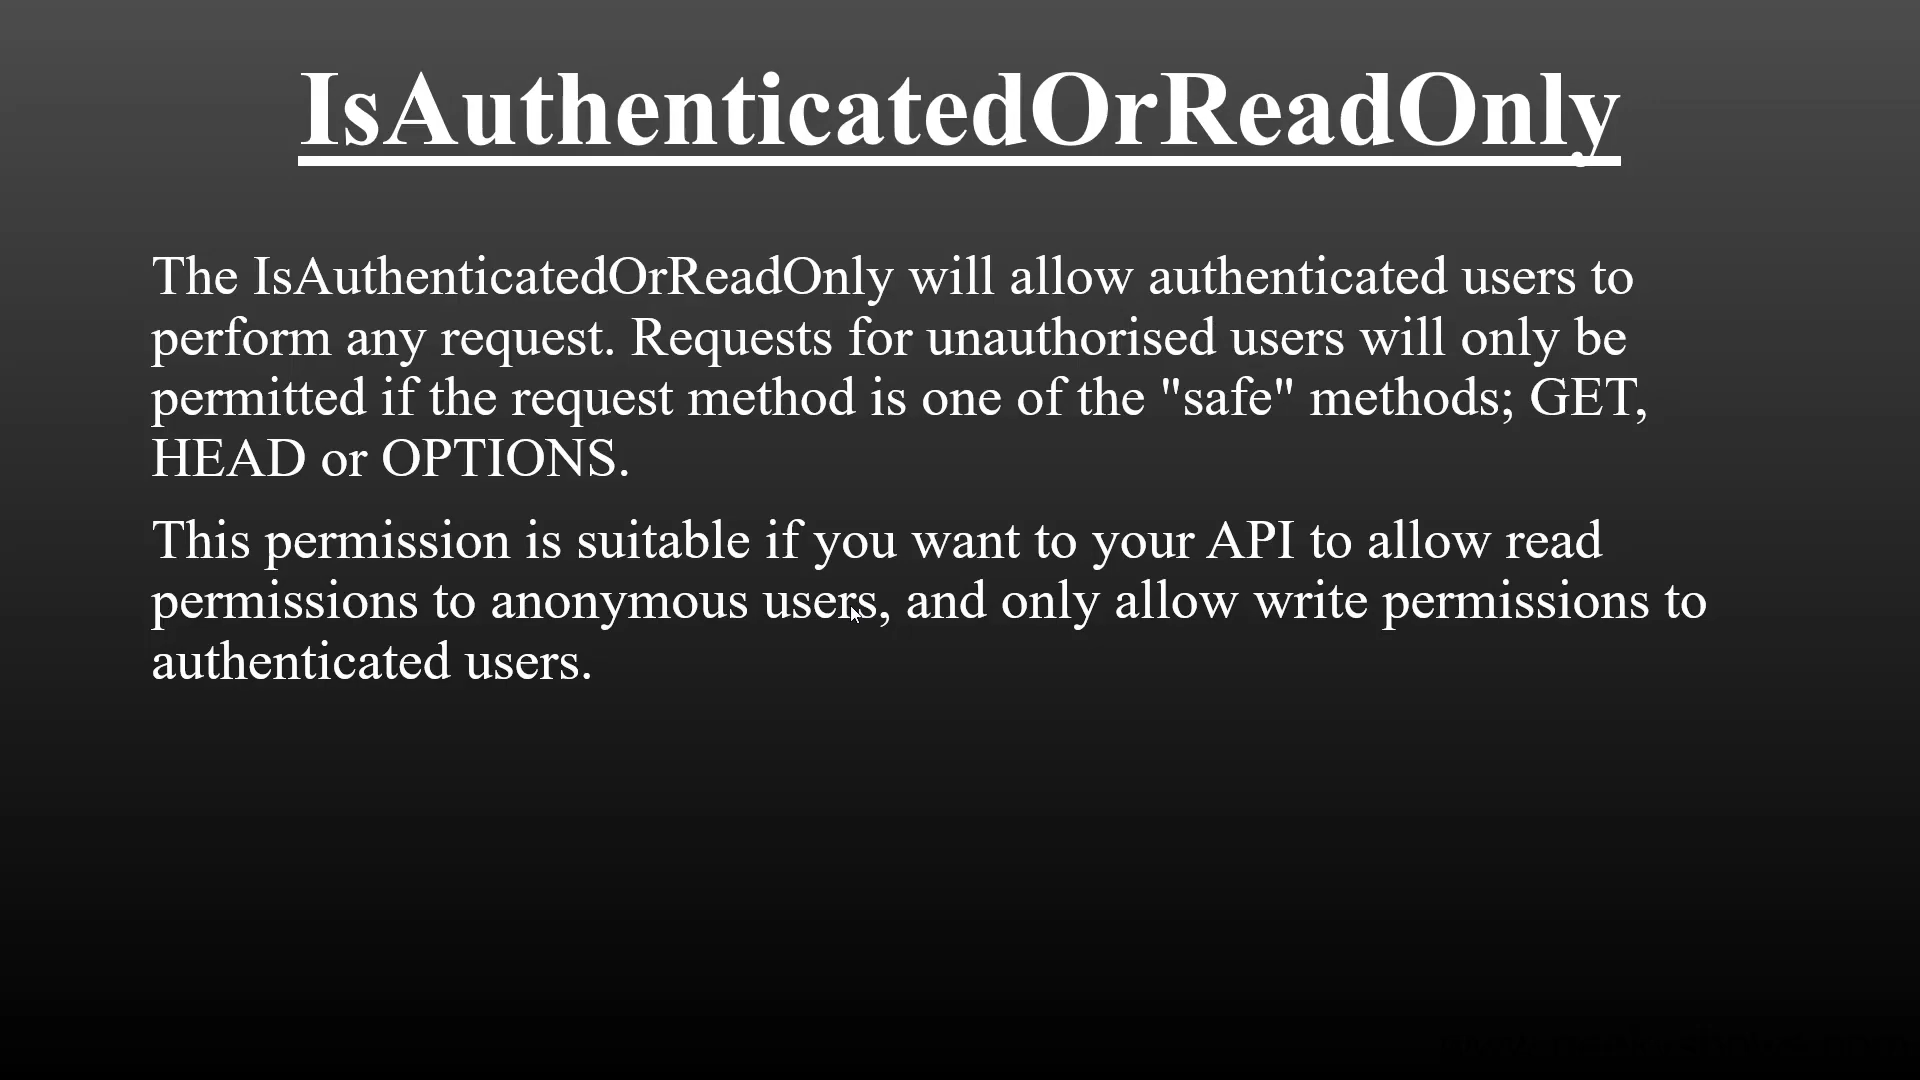 IsAuthenticatedOrReadOnly
The IsAuthenticatedOrReadOnly will allow authenticated users to
perform any request. Requests for unauthorised users will only be
permitted if the request method is one of the "safe" methods; GET,
HEAD or OPTIONS.
This permission is suitable if you want to your API to allow read
permissions to anonymous users, and only allow write permissions to
authenticated users.